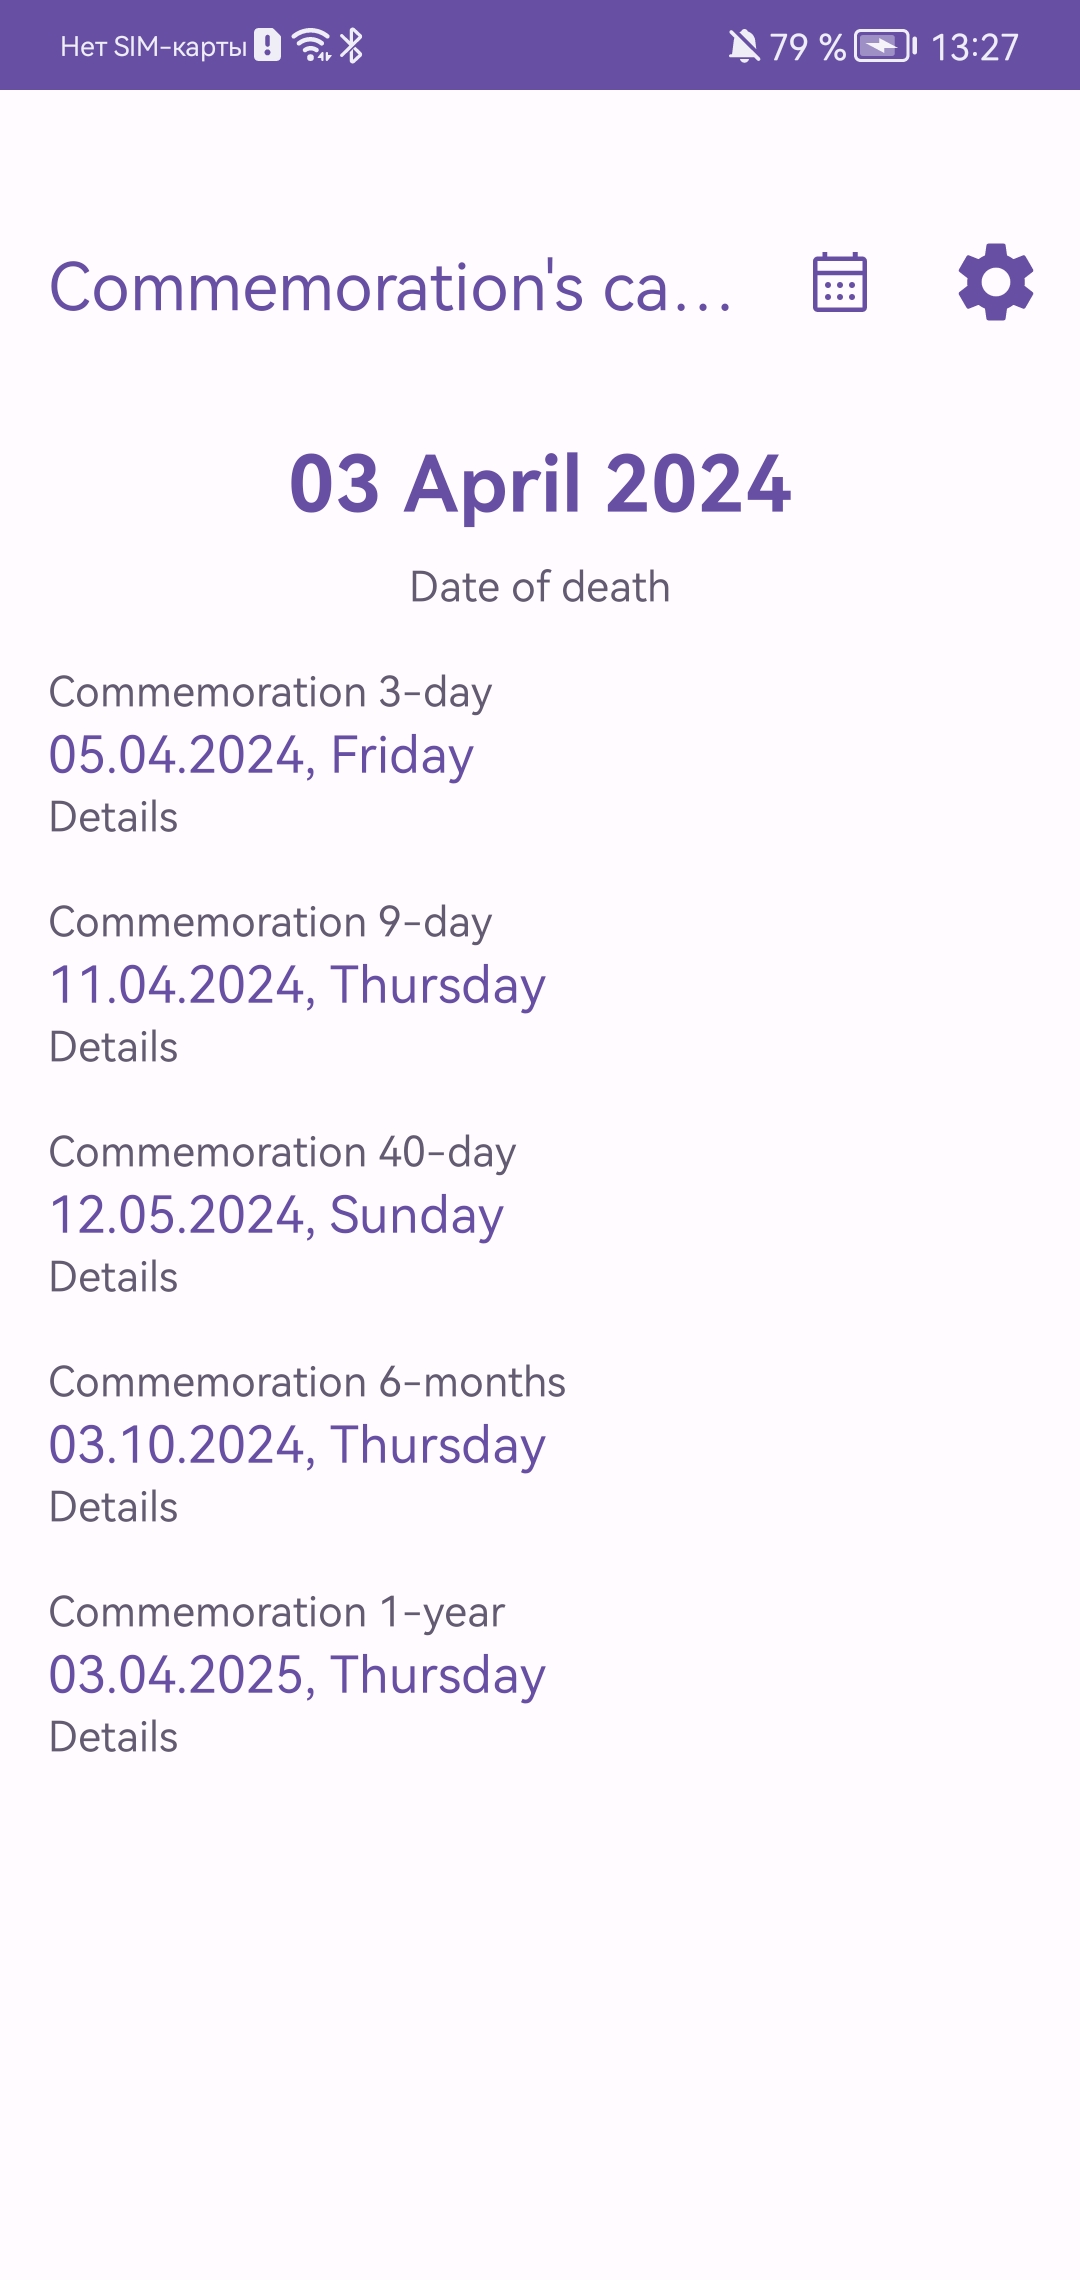 Нет SIM-карты 79 % 13:27
Commemoration's ca...
03 April 2024
Date of death
Commemoration 3-day
05.04.2024, Friday
Details
Commemoration 9-day
11.04.2024, Thursday
Details
Commemoration 40-day
12.05.2024, Sunday
Details
Commemoration 6-months
03.10.2024, Thursday
Details
Commemoration 1-year
03.04.2025, Thursday
Details